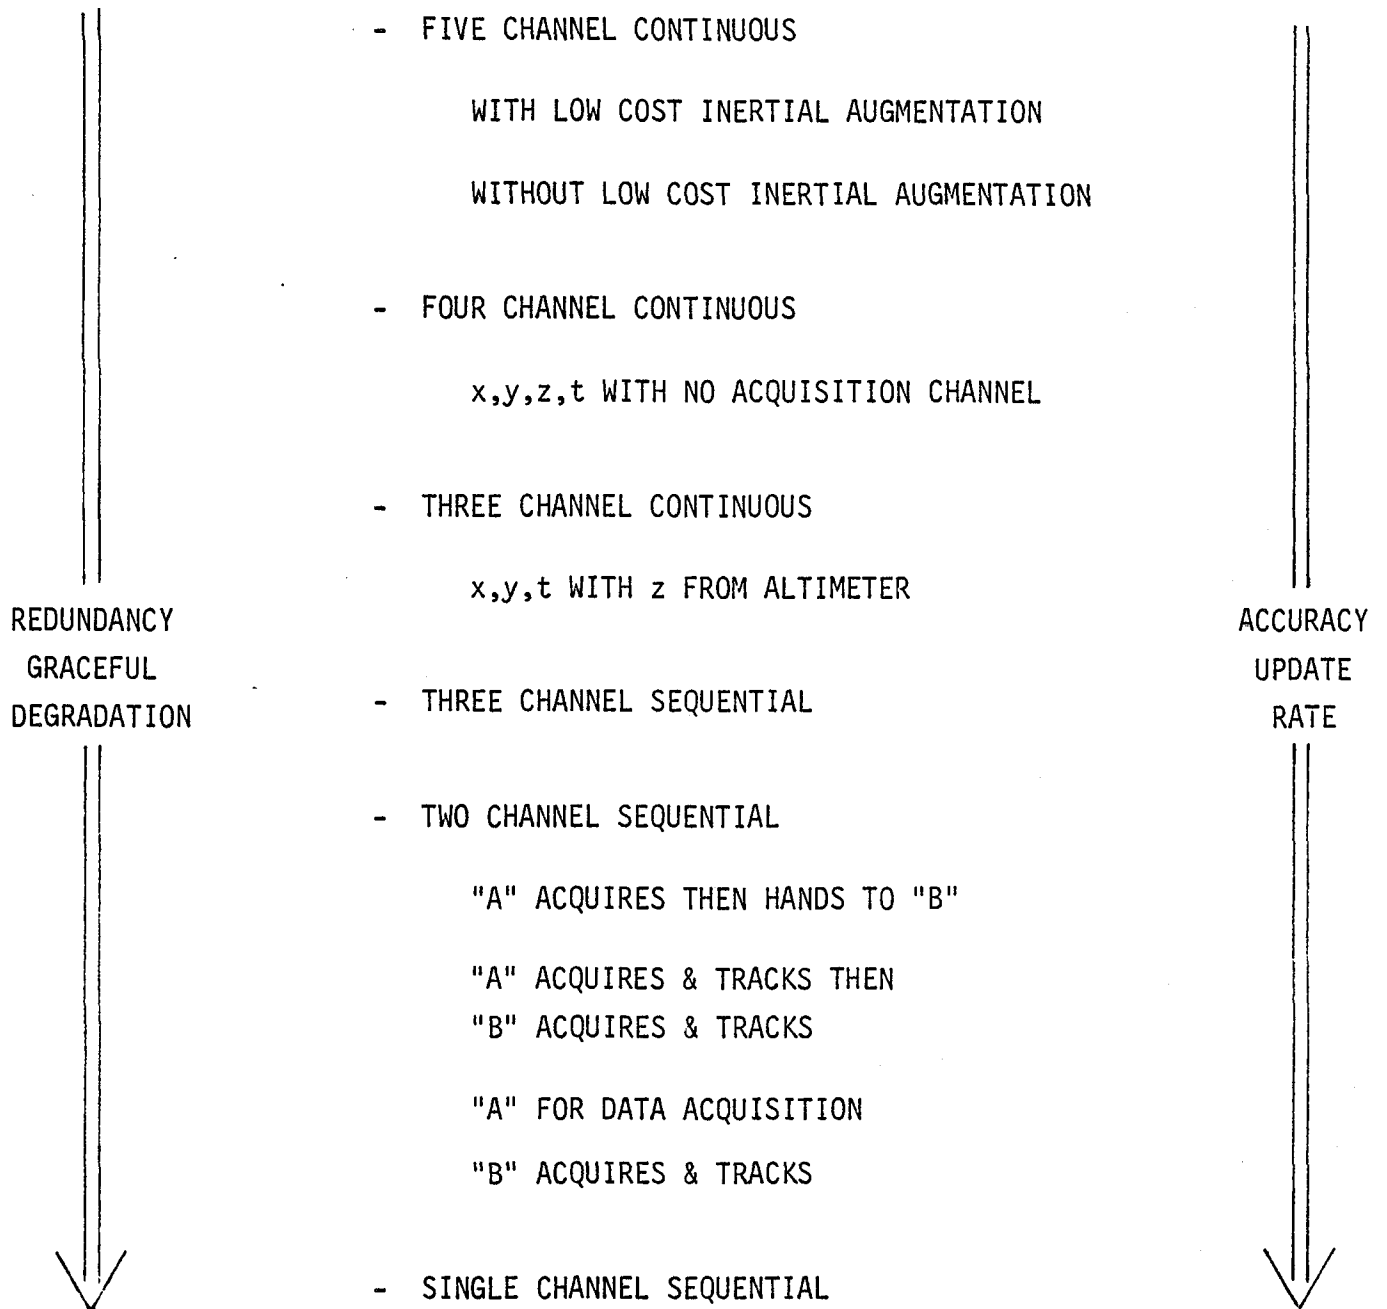 - FIVE CHANNEL CONTINUOUS
WITH LOW COST INERTIAL AUGMENTATION
WITHOUT LOW COST INERTIAL AUGMENTATION
- FOUR CHANNEL CONTINUOUS
x,y,z,t WITH NO ACQUISITION CHANNEL
- THREE CHANNEL CONTINUOUS
x,y,t WITH z FROM ALTIMETER
REDUNDANCY
GRACEFUL
DEGRADATION
ACCURACY
UPDATE
RATE
- THREE CHANNEL SEQUENTIAL
- TWO CHANNEL SEQUENTIAL
"A" ACQUIRES THEN HANDS TO "B"
"A" ACQUIRES & TRACKS THEN
"B" ACQUIRES & TRACKS
"A" FOR DATA ACQUISITION
"B" ACQUIRES & TRACKS
- SINGLE CHANNEL SEQUENTIAL